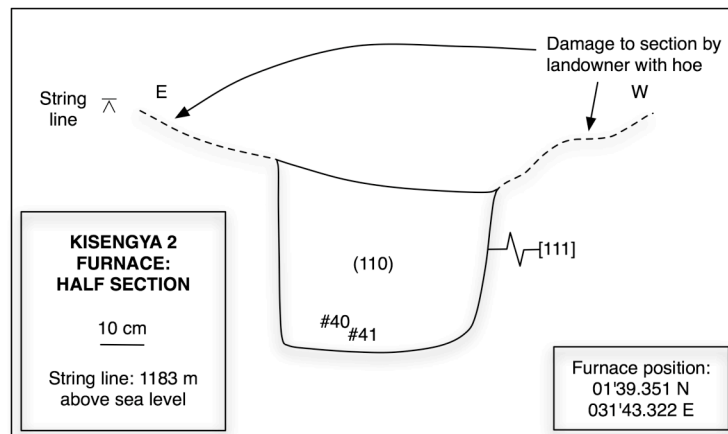 Damage to section by
landowner with hoe
String
line
E
W
[111]
(110)
#40
#41
KISENGYA 2
FURNACE:
HALF SECTION
10 cm
String line: 1183 m
above sea level
Furnace position:
01'39.351 N
031'43.322 E